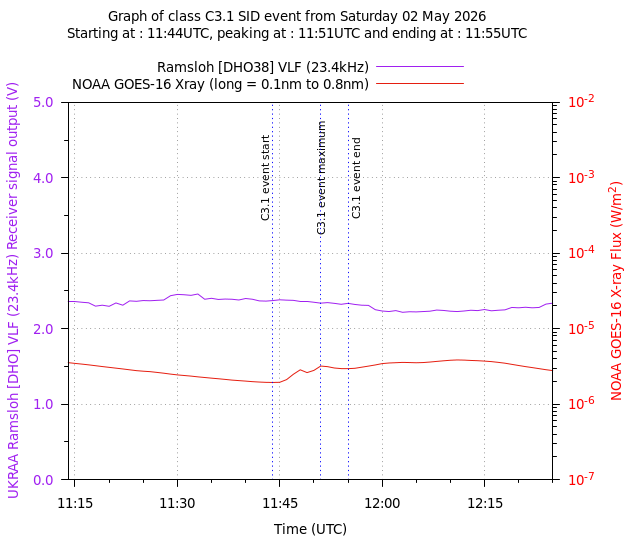 Graph of class C3.1 SID event from Saturday 02 May 2026
Starting at : 11:44UTC, peaking at : 11:51UTC and ending at : 11:55UTC
Ramsloh [DHO38] VLF (23.4kHz)
NOAA GOES-16 Xray (long = 0.1nm to 0.8nm)
UKRAA Ramsloh [DHO] VLF (23.4kHz) Receiver signal output (V)
5.0
4.0
3.0
2.0
1.0
0.0
C3.1 event start
C3.1 event maximum
C3.1 event end
10⁻²
10⁻³
10⁻⁴
10⁻⁵
10⁻⁶
10⁻⁷
NOAA GOES-16 X-ray Flux (W/m²)
11:15 11:30 11:45 12:00 12:15
Time (UTC)